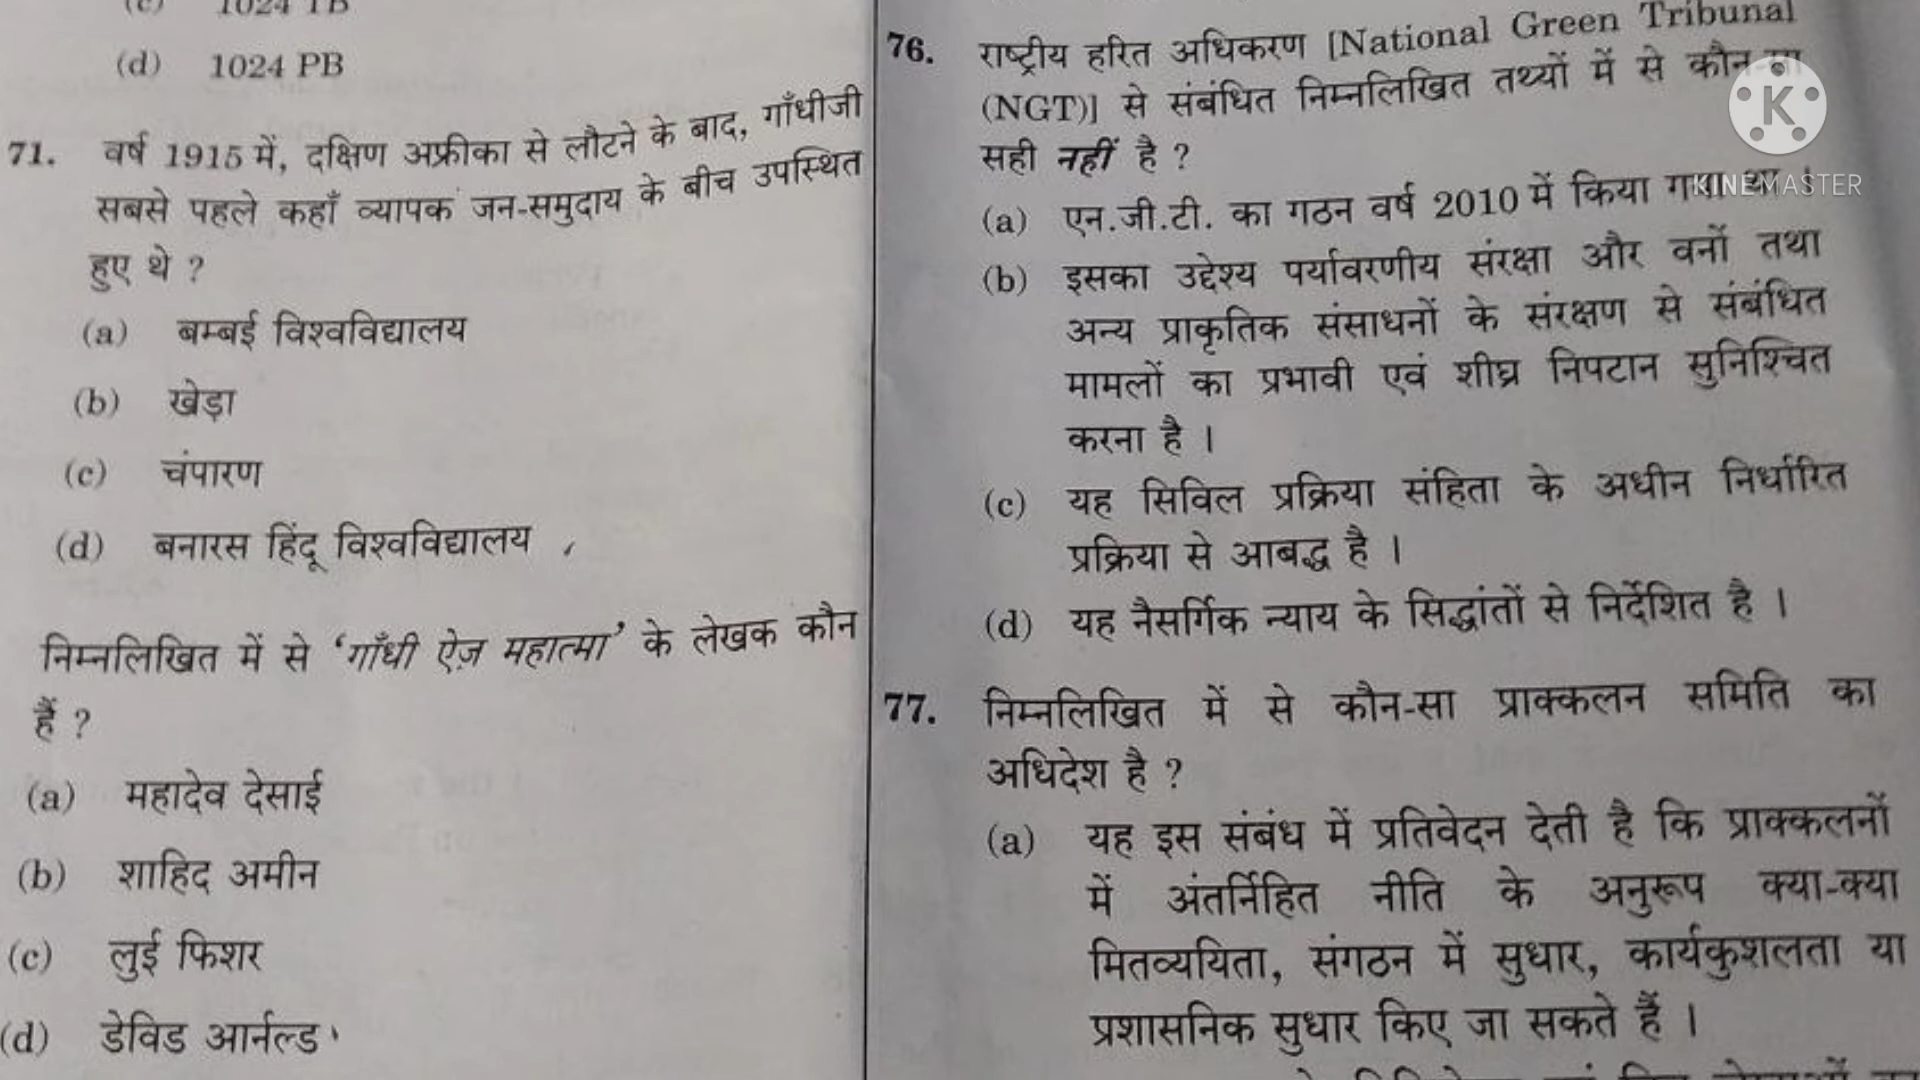 (c) 1024 TB
(d) 1024 PB
71. वर्ष 1915 में, दक्षिण अफ्रीका से लौटने के बाद, गाँधीजी
सबसे पहले कहाँ व्यापक जन-समुदाय के बीच उपस्थित
हुए थे ?
(a) बम्बई विश्वविद्यालय
(b) खेड़ा
(c) चंपारण
(d) बनारस हिंदू विश्वविद्यालय
निम्नलिखित में से ‘गाँधी ऐज़ महात्मा’ के लेखक कौन
हैं ?
(a) महादेव देसाई
(b) शाहिद अमीन
(c) लुई फिशर
(d) डेविड आर्नल्ड
76. राष्ट्रीय हरित अधिकरण [National Green Tribunal
(NGT)] से संबंधित निम्नलिखित तथ्यों में से कौन-सा
सही नहीं है ?
(a) एन.जी.टी. का गठन वर्ष 2010 में किया गया था ।
(b) इसका उद्देश्य पर्यावरणीय संरक्षा और वनों तथा
अन्य प्राकृतिक संसाधनों के संरक्षण से संबंधित
मामलों का प्रभावी एवं शीघ्र निपटान सुनिश्चित
करना है ।
(c) यह सिविल प्रक्रिया संहिता के अधीन निर्धारित
प्रक्रिया से आबद्ध है ।
(d) यह नैसर्गिक न्याय के सिद्धांतों से निर्देशित है ।
77. निम्नलिखित में से कौन-सा प्राक्कलन समिति का
अधिदेश है ?
(a) यह इस संबंध में प्रतिवेदन देती है कि प्राक्कलनों
में अंतर्निहित नीति के अनुरूप क्या-क्या
मितव्ययिता, संगठन में सुधार, कार्यकुशलता या
प्रशासनिक सुधार किए जा सकते हैं ।
K
KINEMASTER